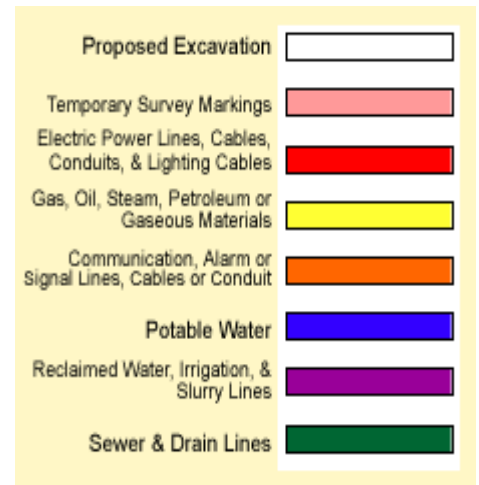 Proposed Excavation
Temporary Survey Markings
Electric Power Lines, Cables,
Conduits, & Lighting Cables
Gas, Oil, Steam, Petroleum or
Gaseous Materials
Communication, Alarm or
Signal Lines, Cables or Conduit
Potable Water
Reclaimed Water, Irrigation, &
Slurry Lines
Sewer & Drain Lines